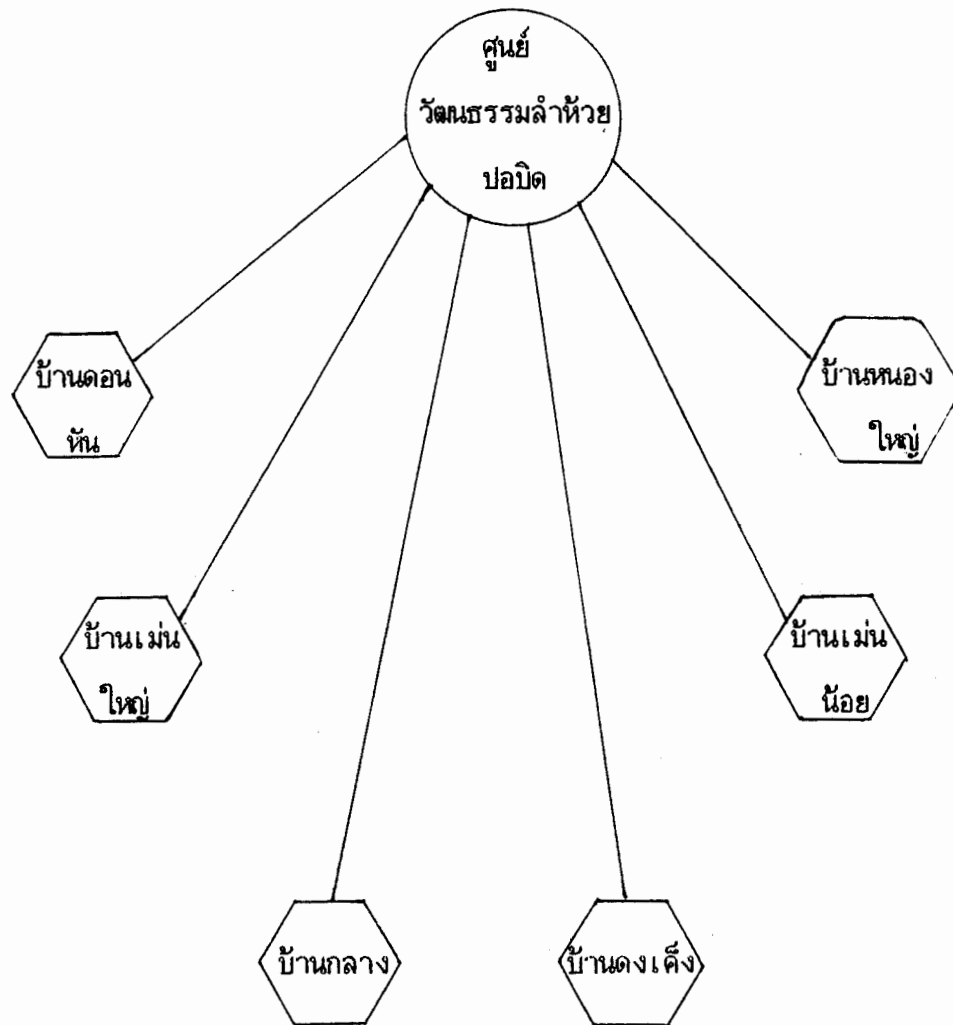 ศูนย์
วัฒนธรรมลำห้วย
ปอบิด
บ้านดอน
หัน
บ้านหนอง
ใหญ่
บ้านเม่น
ใหญ่
บ้านเม่น
น้อย
บ้านกลาง
บ้านดงเค็ง